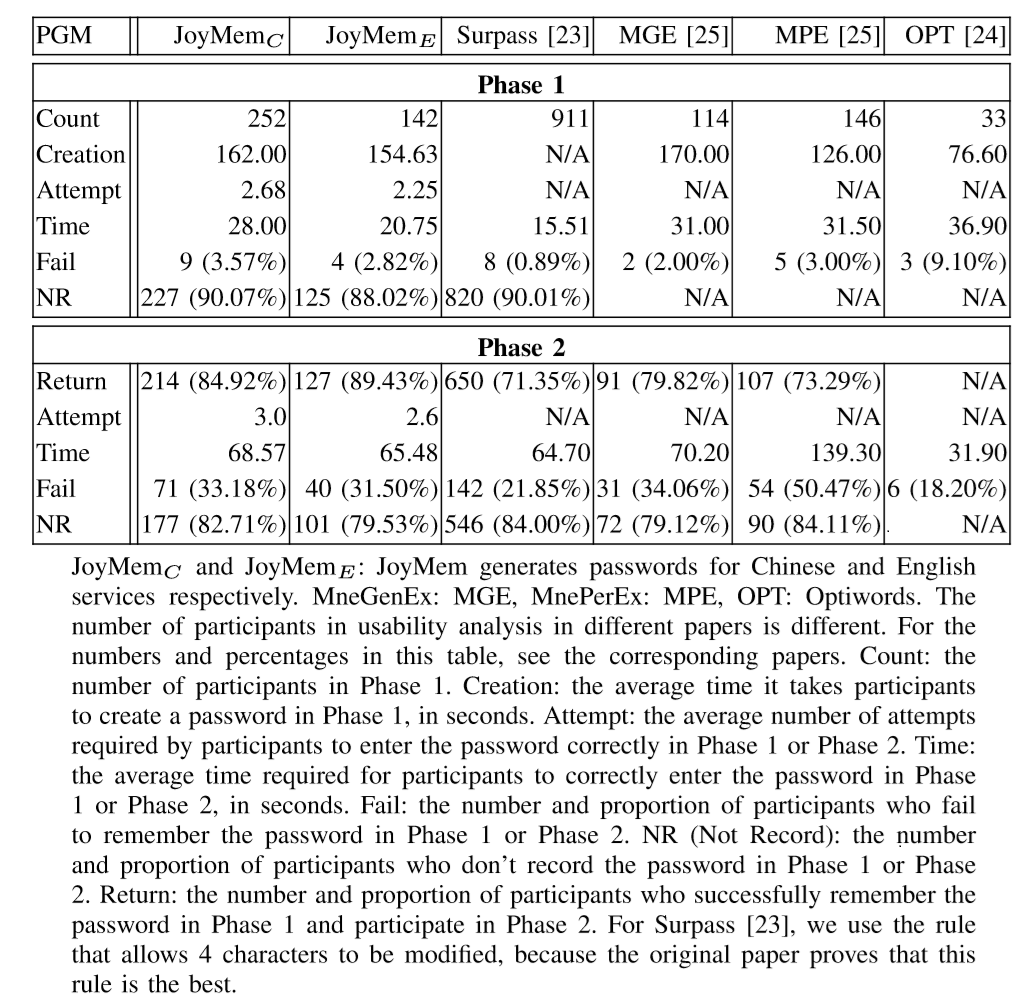 PGM JoyMemC JoyMemE Surpass [23] MGE [25] MPE [25] OPT [24]
Phase 1
Count 252 142 911 114 146 33
Creation 162.00 154.63 N/A 170.00 126.00 76.60
Attempt 2.68 2.25 N/A N/A N/A N/A
Time 28.00 20.75 15.51 31.00 31.50 36.90
Fail 9 (3.57%) 4 (2.82%) 8 (0.89%) 2 (2.00%) 5 (3.00%) 3 (9.10%)
NR 227 (90.07%) 125 (88.02%) 820 (90.01%) N/A N/A N/A
Phase 2
Return 214 (84.92%) 127 (89.43%) 650 (71.35%) 91 (79.82%) 107 (73.29%) N/A
Attempt 3.0 2.6 N/A N/A N/A N/A
Time 68.57 65.48 64.70 70.20 139.30 31.90
Fail 71 (33.18%) 40 (31.50%) 142 (21.85%) 31 (34.06%) 54 (50.47%) 6 (18.20%)
NR 177 (82.71%) 101 (79.53%) 546 (84.00%) 72 (79.12%) 90 (84.11%) N/A
JoyMemC and JoyMemE: JoyMem generates passwords for Chinese and English
services respectively. MneGenEx: MGE, MnePerEx: MPE, OPT: Optiwords. The
number of participants in usability analysis in different papers is different. For the
numbers and percentages in this table, see the corresponding papers. Count: the
number of participants in Phase 1. Creation: the average time it takes participants
to create a password in Phase 1, in seconds. Attempt: the average number of attempts
required by participants to enter the password correctly in Phase 1 or Phase 2. Time:
the average time required for participants to correctly enter the password in Phase
1 or Phase 2, in seconds. Fail: the number and proportion of participants who fail
to remember the password in Phase 1 or Phase 2. NR (Not Record): the number
and proportion of participants who don't record the password in Phase 1 or Phase
2. Return: the number and proportion of participants who successfully remember the
password in Phase 1 and participate in Phase 2. For Surpass [23], we use the rule
that allows 4 characters to be modified, because the original paper proves that this
rule is the best.